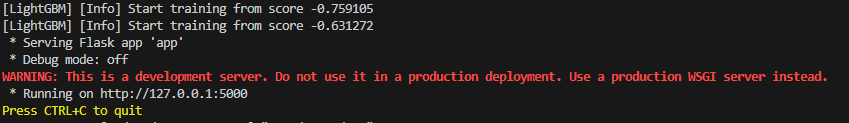 [LightGBM] [Info] Start training from score -0.759105
[LightGBM] [Info] Start training from score -0.631272
 * Serving Flask app 'app'
 * Debug mode: off
WARNING: This is a development server. Do not use it in a production deployment. Use a production WSGI server instead.
 * Running on http://127.0.0.1:5000
Press CTRL+C to quit